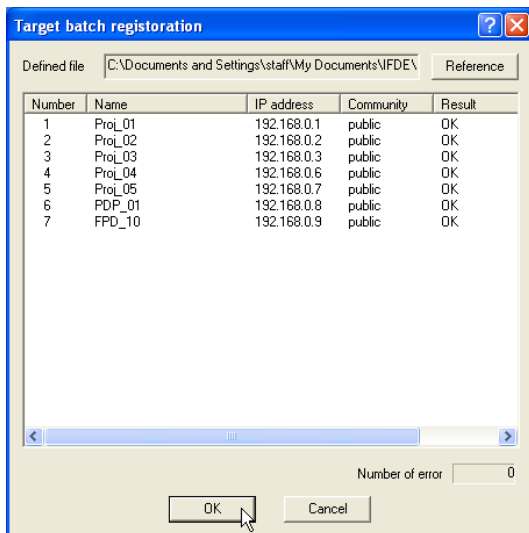 Target batch registoration
Defined file C:\Documents and Settings\staff\My Documents\IFDE\ Reference
Number Name IP address Community Result
1 Proj_01 192.168.0.1 public OK
2 Proj_02 192.168.0.2 public OK
3 Proj_03 192.168.0.3 public OK
4 Proj_04 192.168.0.6 public OK
5 Proj_05 192.168.0.7 public OK
6 PDP_01 192.168.0.8 public OK
7 FPD_10 192.168.0.9 public OK
Number of error 0
OK Cancel